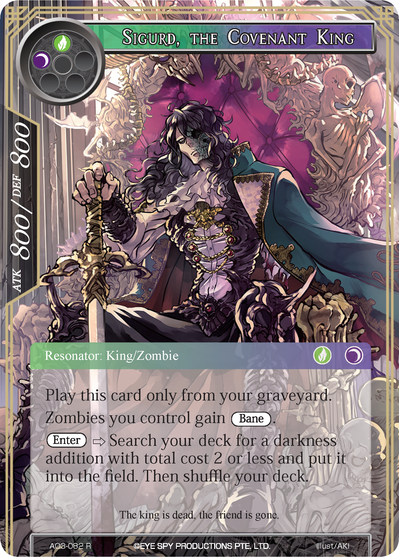 Sigurd, the Covenant King
ATK 800/DEF 800
Resonator: King/Zombie
Play this card only from your graveyard.
Zombies you control gain Bane.
Enter ⇨ Search your deck for a darkness
addition with total cost 2 or less and put it
into the field. Then shuffle your deck.
The king is dead, the friend is gone.
AO3-082 R
©EYE SPY PRODUCTIONS PTE. LTD.
Illust/AKI